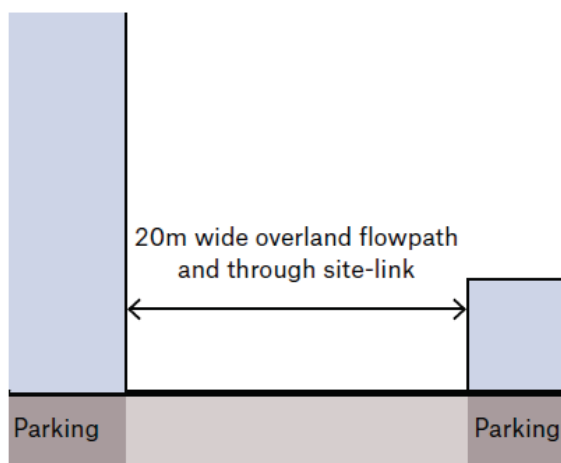 20m wide overland flowpath
and through site-link
Parking
Parking